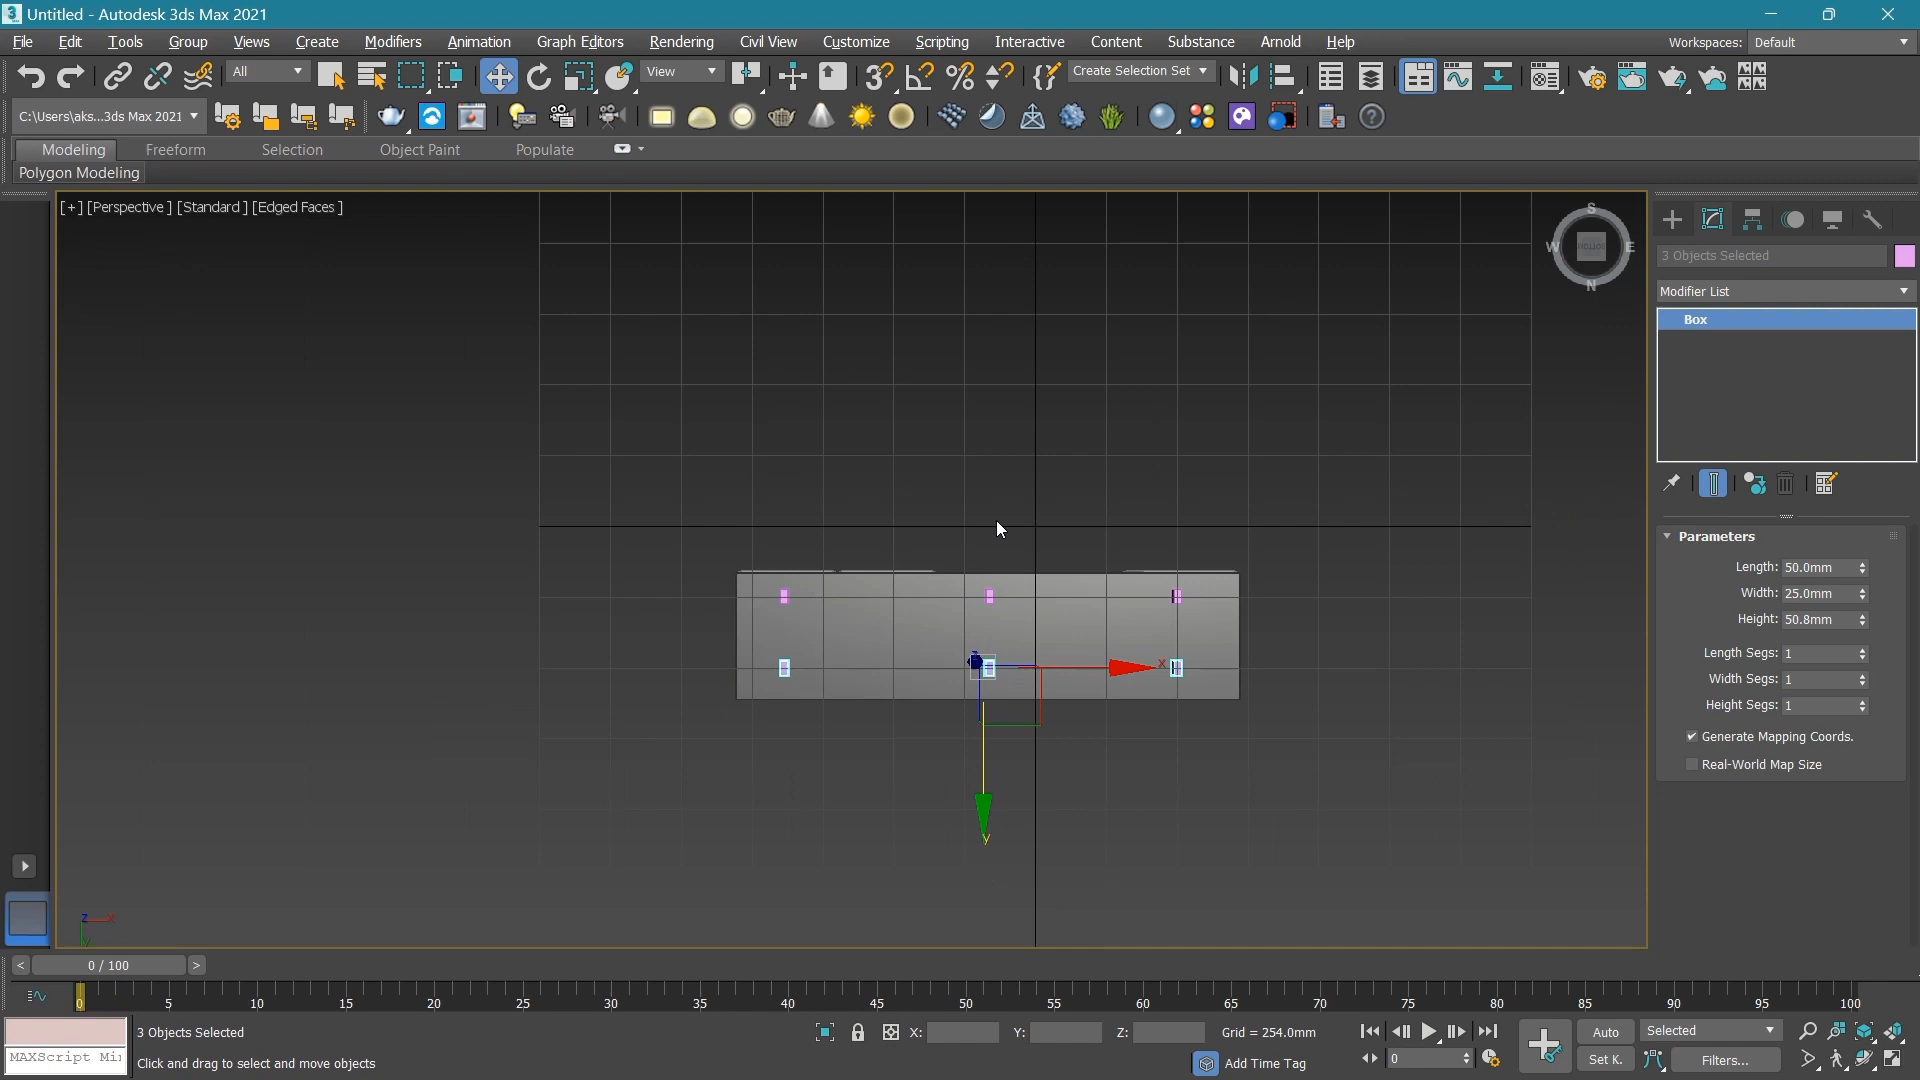 Untitled - Autodesk 3ds Max 2021
File Edit Tools Group Views Create Modifiers Animation Graph Editors Rendering Civil View Customize Scripting Interactive Content Substance Arnold Help Workspaces: Default
All View Create Selection Set
C:\Users\aks...3ds Max 2021
Modeling Freeform Selection Object Paint Populate
Polygon Modeling
[+] [Perspective ] [Standard ] [Edged Faces ]
S
W E
N
3 Objects Selected
Modifier List
Box
Parameters
Length: 50.0mm
Width: 25.0mm
Height: 50.8mm
Length Segs: 1
Width Segs: 1
Height Segs: 1
Generate Mapping Coords.
Real-World Map Size
x
y
z x
y
< 0 / 100 >
0 5 10 15 20 25 30 35 40 45 50 55 60 65 70 75 80 85 90 95 100
3 Objects Selected X: Y: Z: Grid = 254.0mm Auto Selected
MAXScript Mi Click and drag to select and move objects Add Time Tag 0 Set K. Filters...